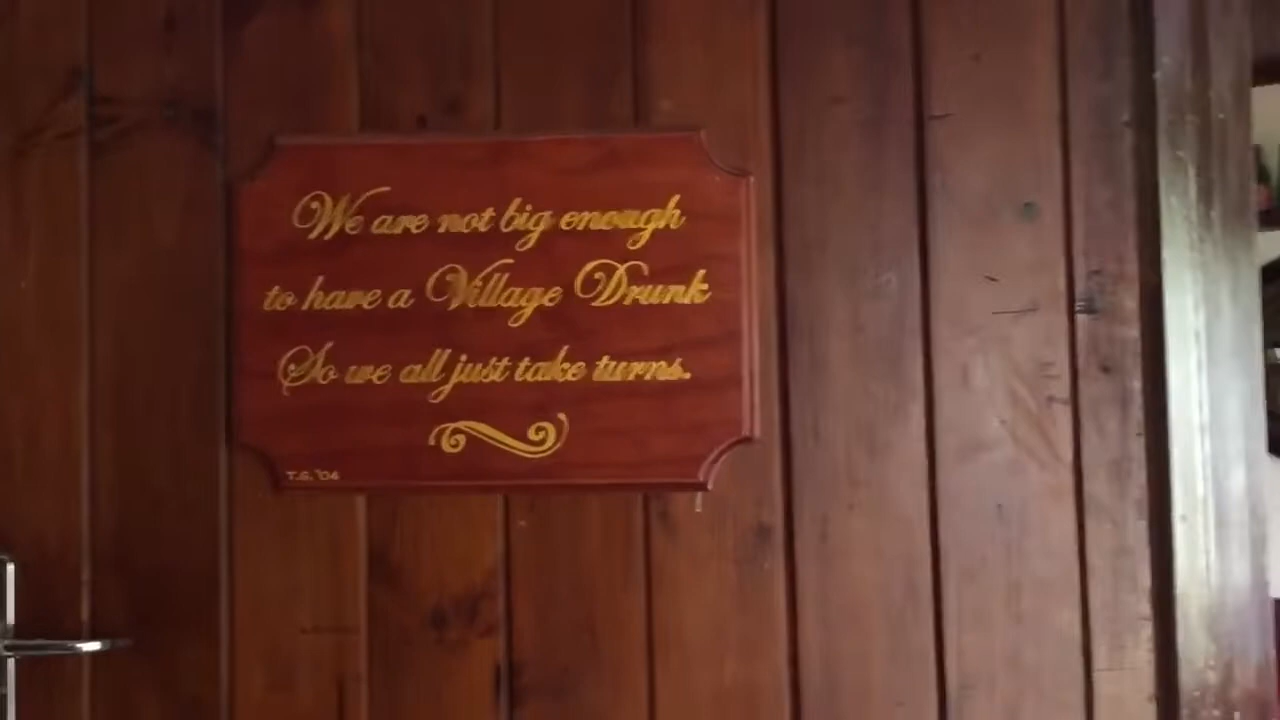 We are not big enough
to have a Village Drunk
So we all just take turns.
T.G. '04